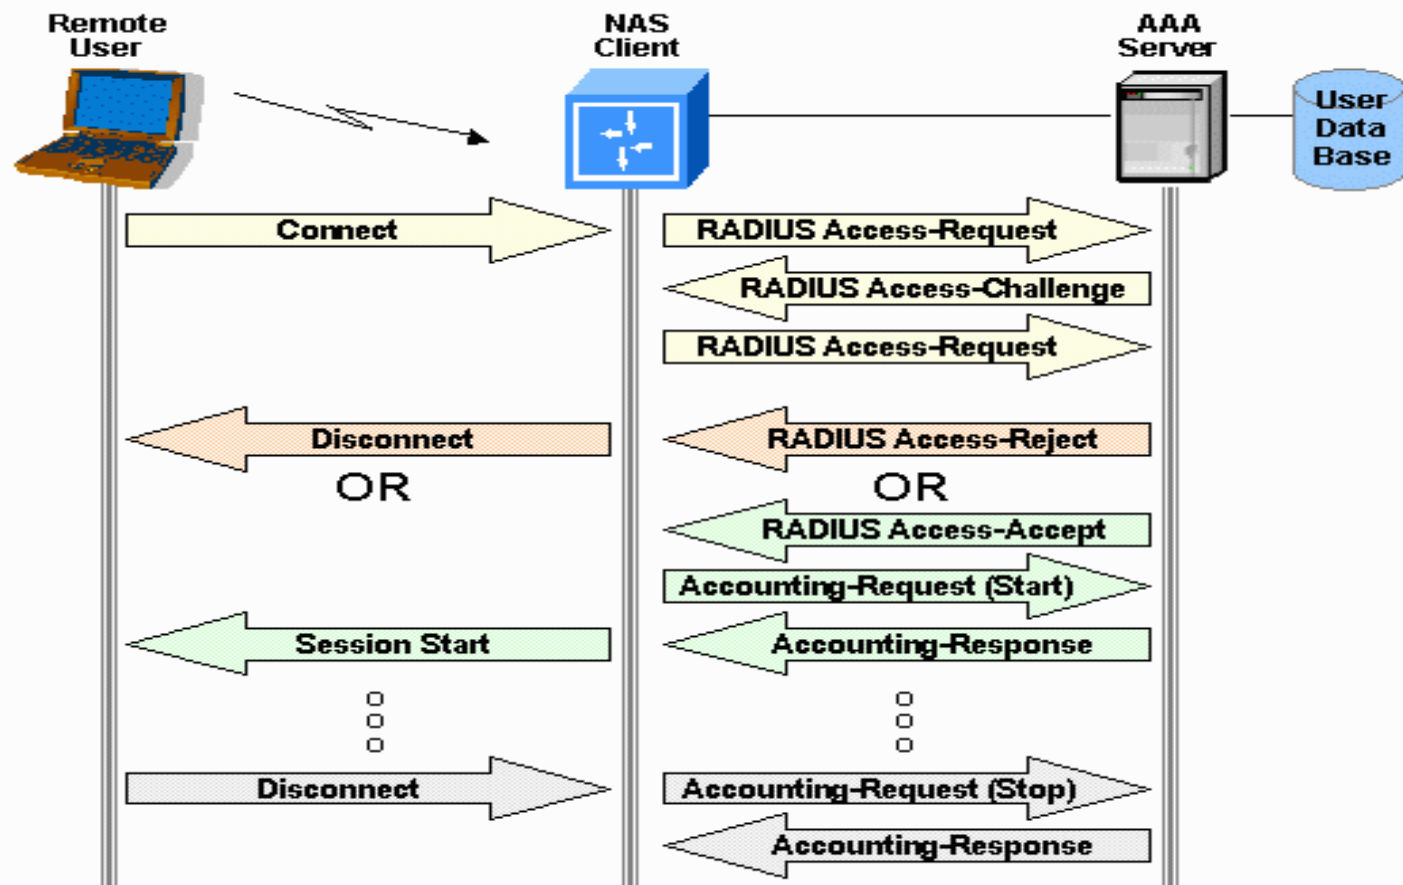 Remote
User
NAS
Client
AAA
Server
User
Data
Base
Connect
RADIUS Access-Request
RADIUS Access-Challenge
RADIUS Access-Request
Disconnect
RADIUS Access-Reject
OR
OR
RADIUS Access-Accept
Accounting-Request (Start)
Session Start
Accounting-Response
Disconnect
Accounting-Request (Stop)
Accounting-Response